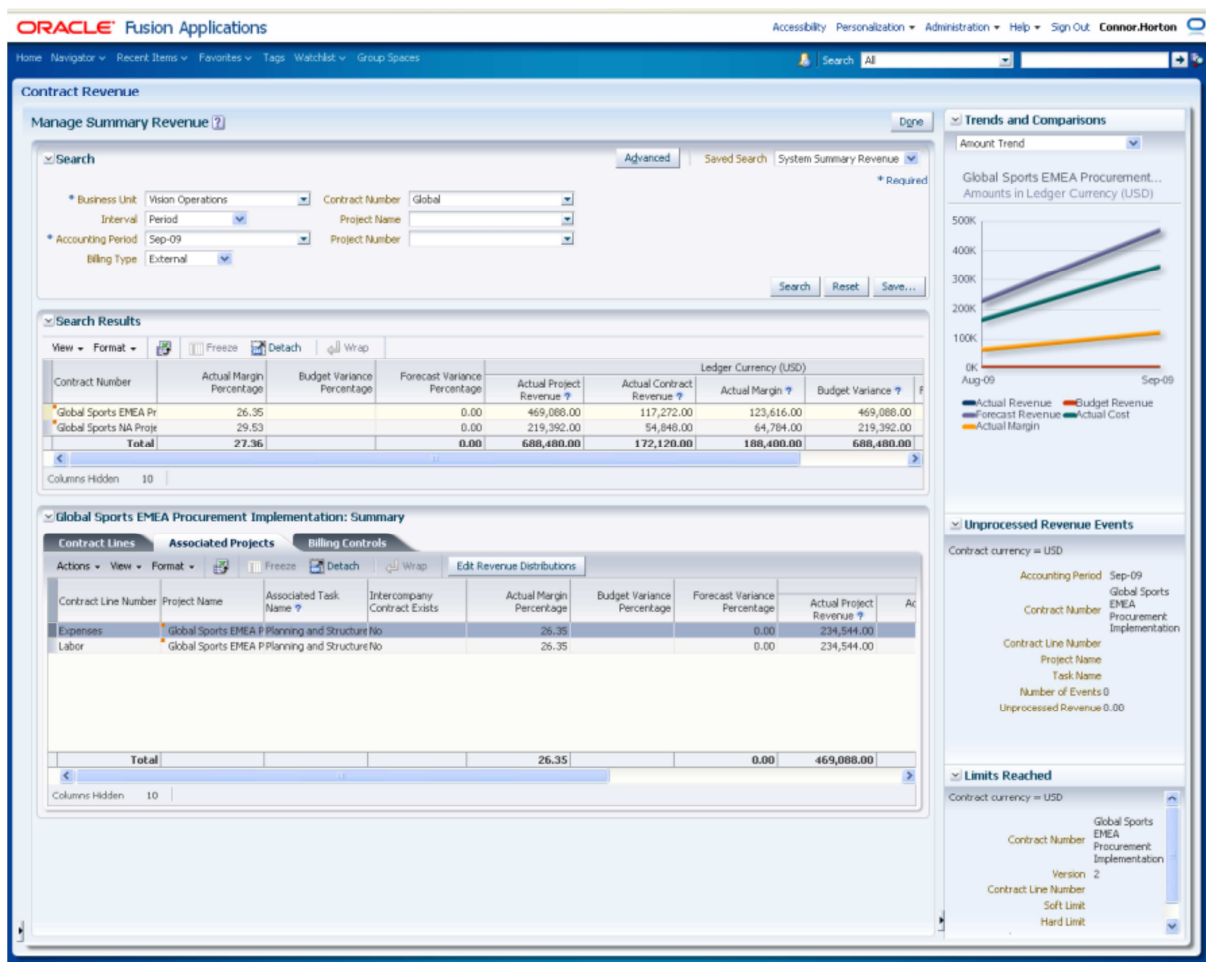 ORACLE Fusion Applications
Accessibility Personalization Administration Help Sign Out Connor.Horton
Home Navigator Recent Items Favorites Tags Watchlist Group Spaces
Search All
Contract Revenue
Manage Summary Revenue
Done
Search
Advanced
Saved Search System Summary Revenue
* Required
* Business Unit Vision Operations
Contract Number Global
Interval Period
Project Name
* Accounting Period Sep-09
Project Number
Billing Type External
Search Reset Save...
Search Results
View Format Freeze Detach Wrap
Ledger Currency (USD)
Contract Number Actual Margin Percentage Budget Variance Percentage Forecast Variance Percentage Actual Project Revenue ? Actual Contract Revenue ? Actual Margin ? Budget Variance ? F
Global Sports EMEA Pr 26.35 0.00 469,088.00 117,272.00 123,616.00 469,088.00
Global Sports NA Proje 29.53 0.00 219,392.00 54,848.00 64,784.00 219,392.00
Total 27.36 0.00 688,480.00 172,120.00 188,400.00 688,480.00
Columns Hidden 10
Global Sports EMEA Procurement Implementation: Summary
Contract Lines Associated Projects Billing Controls
Actions View Format Freeze Detach Wrap Edit Revenue Distributions
Contract Line Number Project Name Associated Task Name ? Intercompany Contract Exists Actual Margin Percentage Budget Variance Percentage Forecast Variance Percentage Actual Project Revenue ? Ac
Expenses Global Sports EMEA P Planning and Structure No 26.35 0.00 234,544.00
Labor Global Sports EMEA P Planning and Structure No 26.35 0.00 234,544.00
Total 26.35 0.00 469,088.00
Columns Hidden 10
Trends and Comparisons
Amount Trend
Global Sports EMEA Procurement...
Amounts in Ledger Currency (USD)
500K
400K
300K
200K
100K
0K
Aug-09 Sep-09
Actual Revenue Budget Revenue
Forecast Revenue Actual Cost
Actual Margin
Unprocessed Revenue Events
Contract currency = USD
Accounting Period Sep-09
Contract Number Global Sports
EMEA
Procurement
Implementation
Contract Line Number
Project Name
Task Name
Number of Events 0
Unprocessed Revenue 0.00
Limits Reached
Contract currency = USD
Contract Number Global Sports
EMEA
Procurement
Implementation
Version 2
Contract Line Number
Soft Limit
Hard Limit